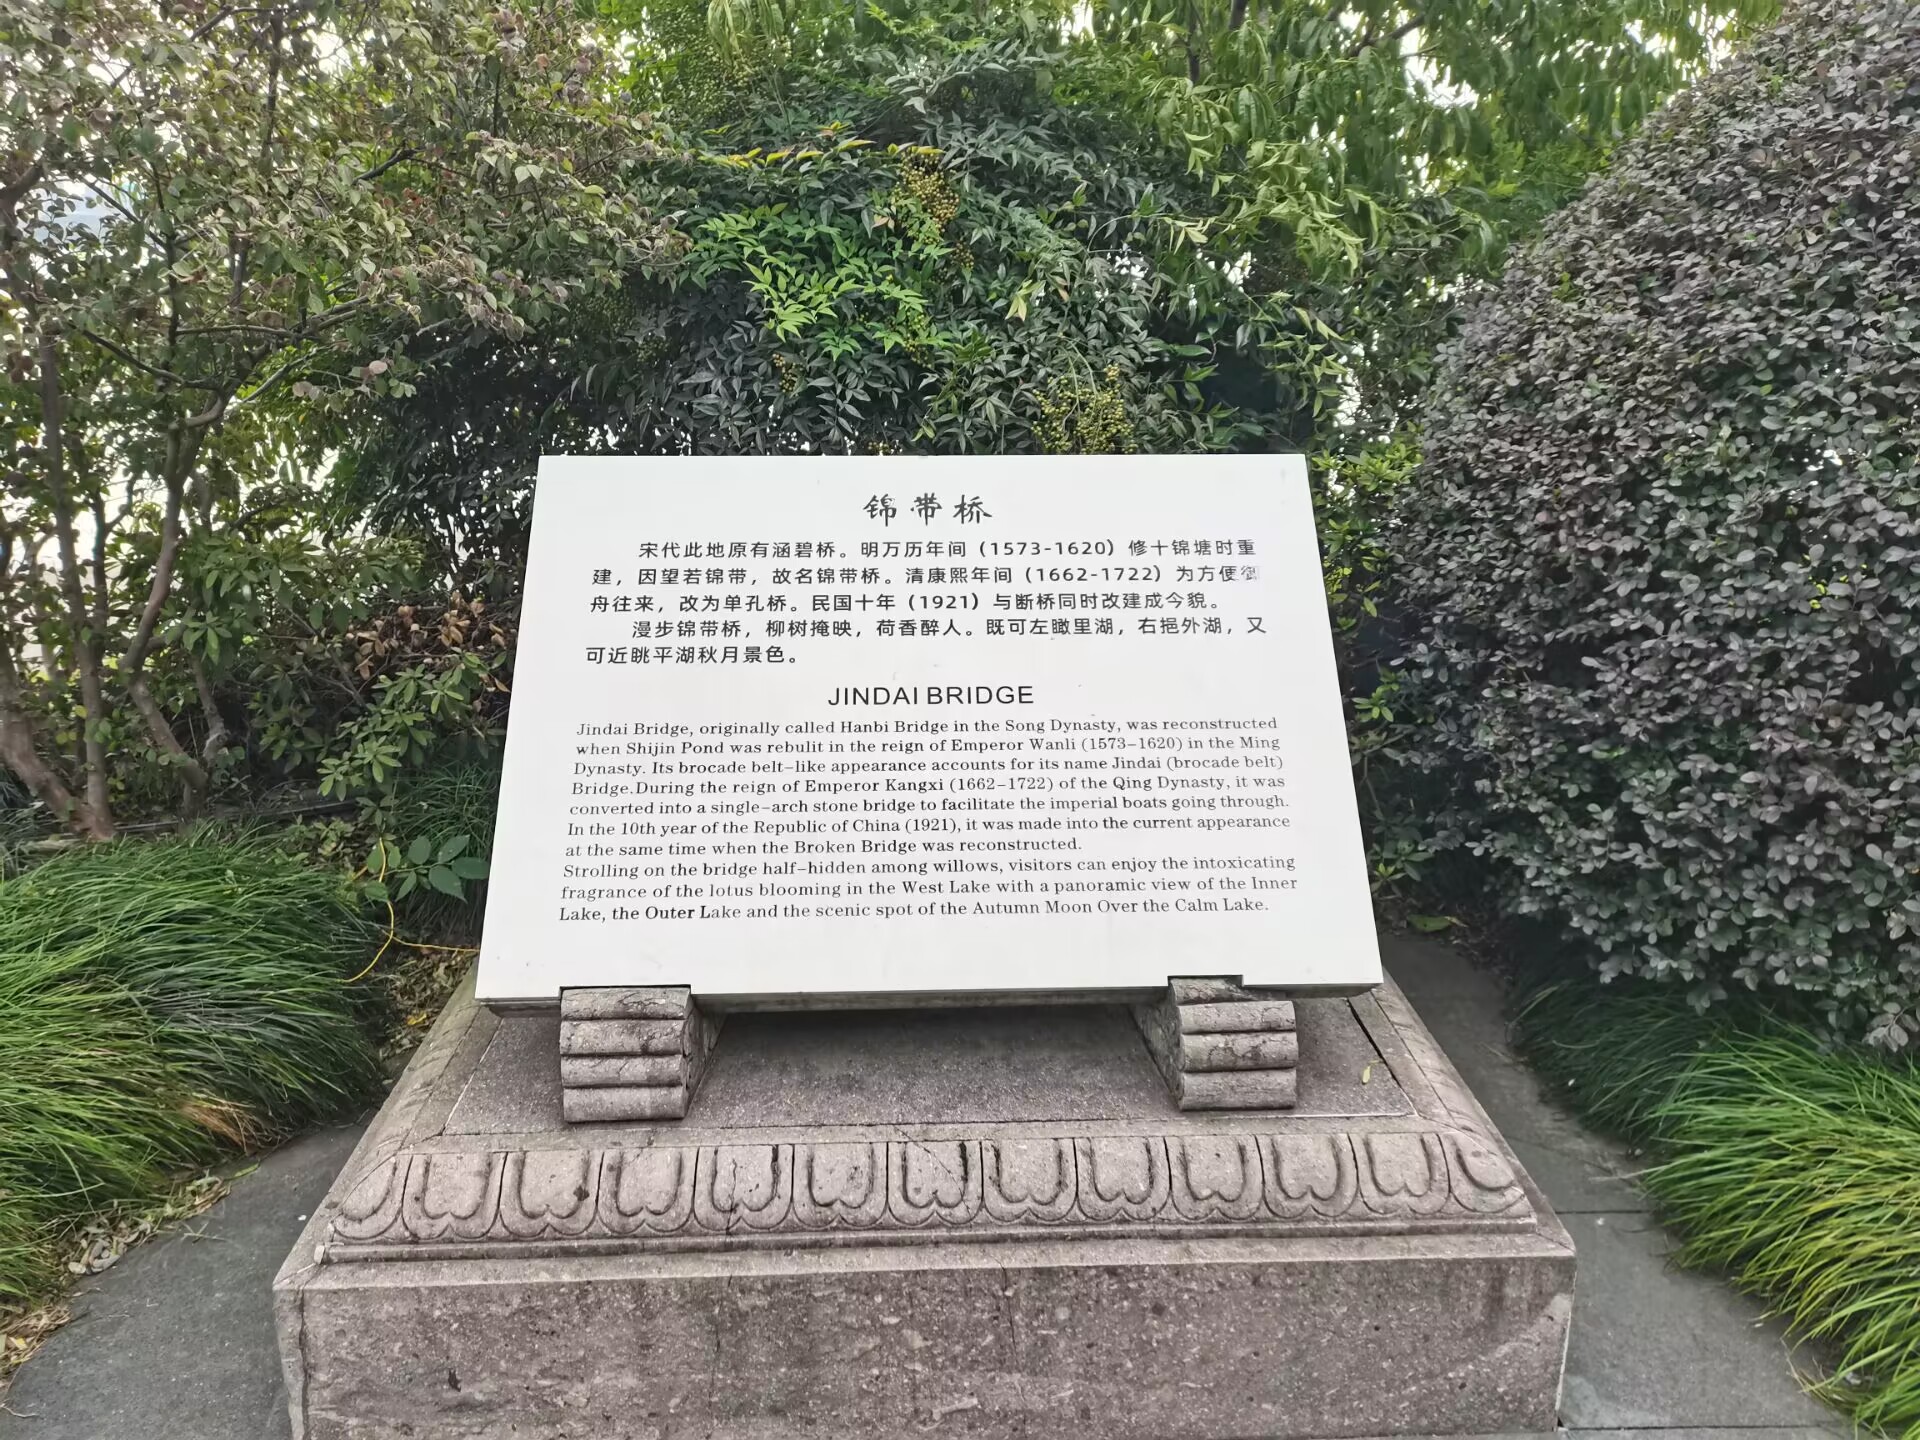 锦带桥
宋代此地原有涵碧桥。明万历年间（1573-1620）修十锦塘时重
建，因望若锦带，故名锦带桥。清康熙年间（1662-1722）为方便御
舟往来，改为单孔桥。民国十年（1921）与断桥同时改建成今貌。
漫步锦带桥，柳树掩映，荷香醉人。既可左瞰里湖，右挹外湖，又
可近眺平湖秋月景色。
JINDAI BRIDGE
Jindai Bridge, originally called Hanbi Bridge in the Song Dynasty, was reconstructed
when Shijin Pond was rebulit in the reign of Emperor Wanli (1573–1620) in the Ming
Dynasty. Its brocade belt–like appearance accounts for its name Jindai (brocade belt)
Bridge.During the reign of Emperor Kangxi (1662–1722) of the Qing Dynasty, it was
converted into a single–arch stone bridge to facilitate the imperial boats going through.
In the 10th year of the Republic of China (1921), it was made into the current appearance
at the same time when the Broken Bridge was reconstructed.
Strolling on the bridge half–hidden among willows, visitors can enjoy the intoxicating
fragrance of the lotus blooming in the West Lake with a panoramic view of the Inner
Lake, the Outer Lake and the scenic spot of the Autumn Moon Over the Calm Lake.